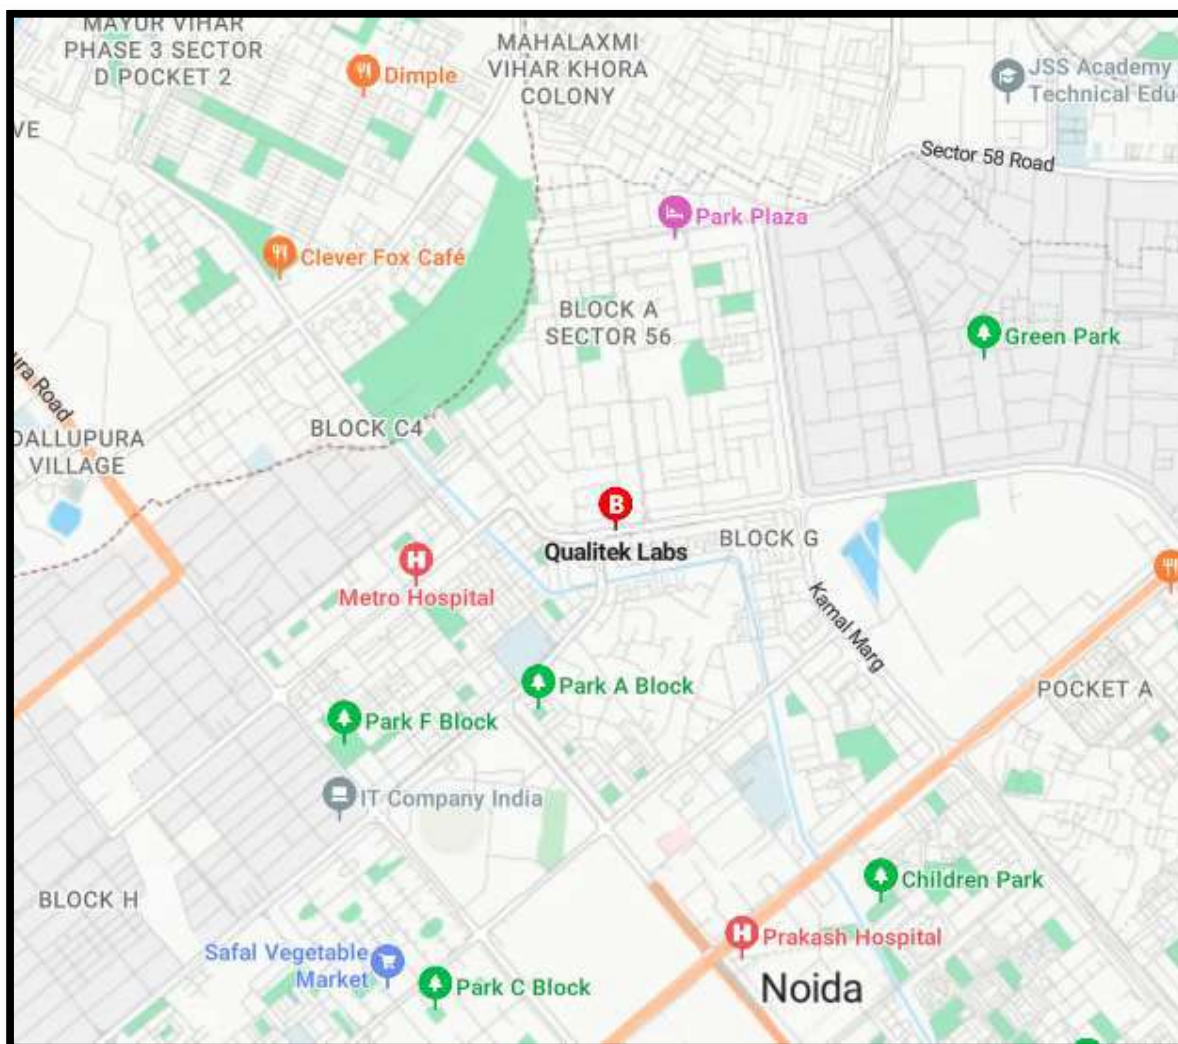 MAYUR VIHAR
PHASE 3 SECTOR
D POCKET 2
Dimple
MAHALAXMI
VIHAR KHORA
COLONY
JSS Academy
Technical Edu
VE
Sector 58 Road
Park Plaza
Clever Fox Café
BLOCK A
SECTOR 56
Green Park
ura Road
DALLUPURA
VILLAGE
BLOCK C4
B
Qualitek Labs
BLOCK G
H
Metro Hospital
Kamal Marg
Park A Block
POCKET A
Park F Block
IT Company India
Children Park
BLOCK H
H
Prakash Hospital
Safal Vegetable
Market
Park C Block
Noida